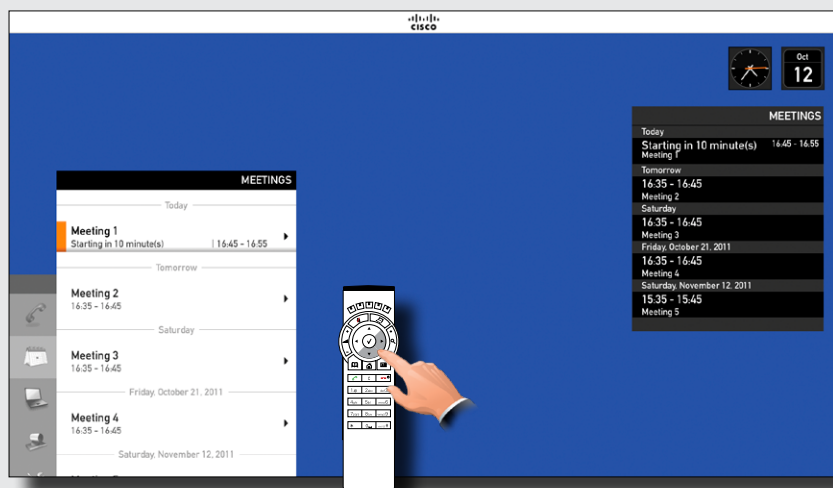 CISCO
Oct
12
MEETINGS
Today
Starting in 10 minute(s) 16:45 - 16:55
Meeting 1
Tomorrow
16:35 - 16:45
Meeting 2
Saturday
16:35 - 16:45
Meeting 3
Friday, October 21, 2011
16:35 - 16:45
Meeting 4
Saturday, November 12, 2011
15:35 - 15:45
Meeting 5
MEETINGS
Today
Meeting 1
Starting in 10 minute(s) | 16:45 - 16:55
Tomorrow
Meeting 2
16:35 - 16:45
Saturday
Meeting 3
16:35 - 16:45
Friday, October 21, 2011
Meeting 4
16:35 - 16:45
Saturday, November 12, 2011